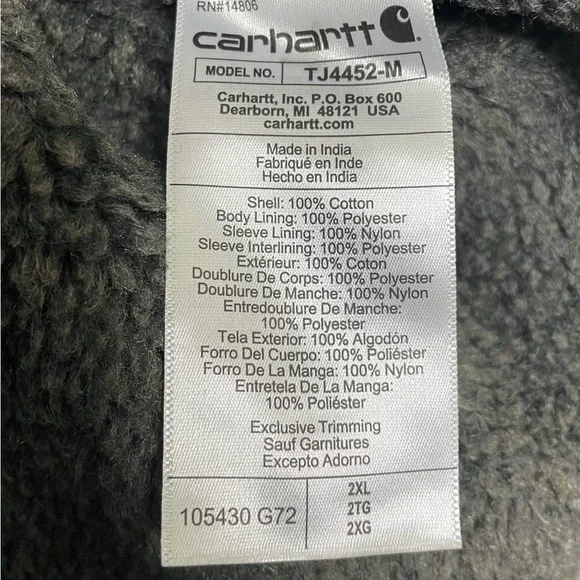 RN#14806
carhartt
MODEL NO. TJ4452-M
Carhartt, Inc. P.O. Box 600
Dearborn, MI 48121 USA
carhartt.com
Made in India
Fabriqué en Inde
Hecho en India
Shell: 100% Cotton
Body Lining: 100% Polyester
Sleeve Lining: 100% Nylon
Sleeve Interlining: 100% Polyester
Extérieur: 100% Coton
Doublure De Corps: 100% Polyester
Doublure De Manche: 100% Nylon
Entredoublure De Manche:
100% Polyester
Tela Exterior: 100% Algodón
Forro Del Cuerpo: 100% Poliéster
Forro De La Manga: 100% Nylon
Entretela De La Manga:
100% Poliéster
Exclusive Trimming
Sauf Garnitures
Excepto Adorno
105430 G72
2XL
2TG
2XG